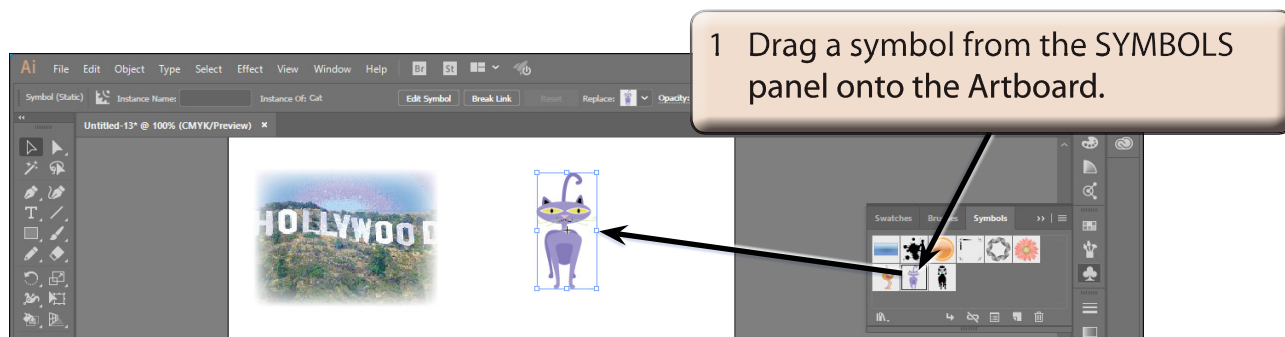 1 Drag a symbol from the SYMBOLS
panel onto the Artboard.
Ai File Edit Object Type Select Effect View Window Help Br St
Symbol (Static) Instance Name: Instance Of: Cat Edit Symbol Break Link Reset Replace: Opacity:
Untitled-13* @ 100% (CMYK/Preview) ×
HOLLYWOOD
Swatches Brushes Symbols